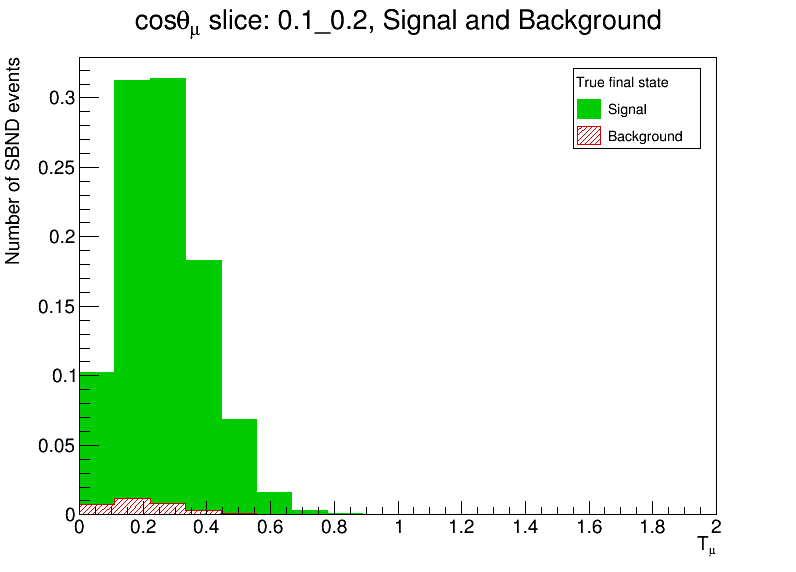 cosθμ slice: 0.1_0.2, Signal and Background
Number of SBND events
0.3
0.25
0.2
0.15
0.1
0.05
0
True final state
Signal
Background
0 0.2 0.4 0.6 0.8 1 1.2 1.4 1.6 1.8 2
Tμ